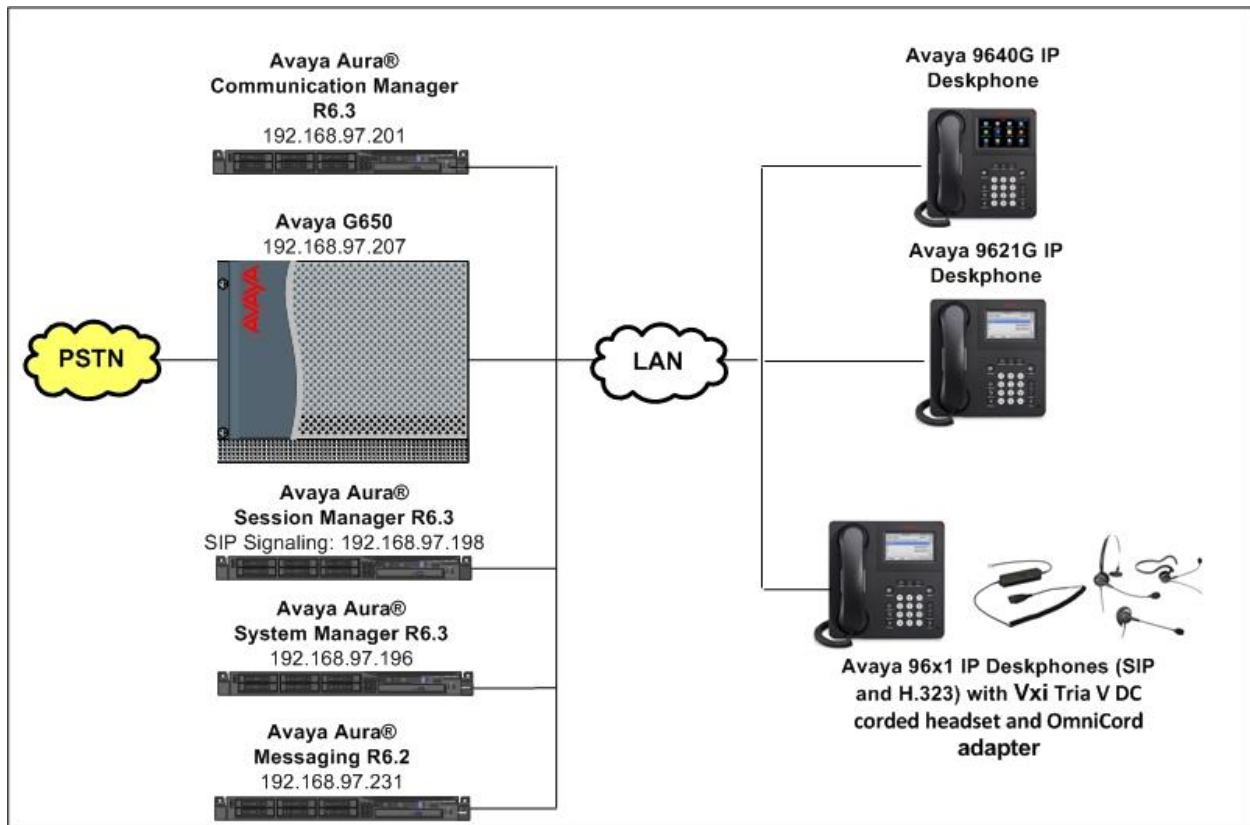 Avaya Aura®
Communication Manager
R6.3
192.168.97.201
Avaya G650
192.168.97.207
AVAYA
PSTN
LAN
Avaya Aura®
Session Manager R6.3
SIP Signaling: 192.168.97.198
Avaya Aura®
System Manager R6.3
192.168.97.196
Avaya Aura®
Messaging R6.2
192.168.97.231
Avaya 9640G IP
Deskphone
Avaya 9621G IP
Deskphone
Avaya 96x1 IP Deskphones (SIP
and H.323) with Vxi Tria V DC
corded headset and OmniCord
adapter